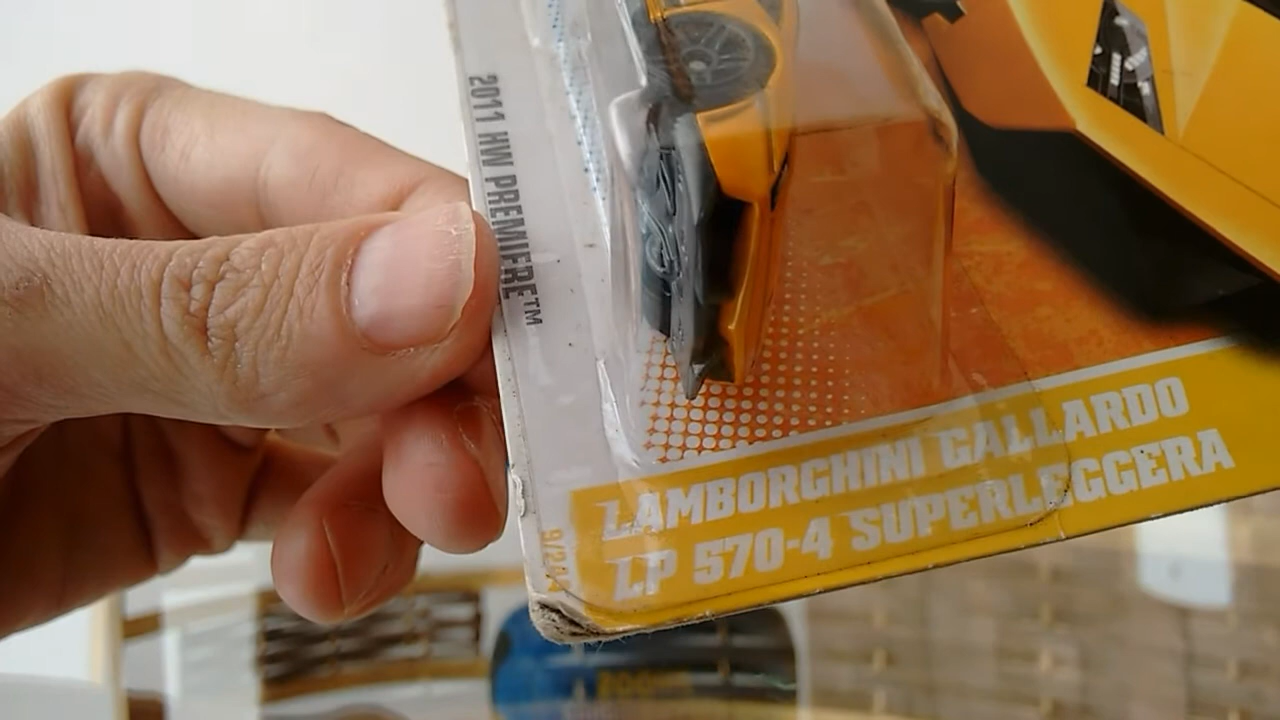 2011 HW PREMIERE™
LAMBORGHINI GALLARDO
LP 570-4 SUPERLEGGERA